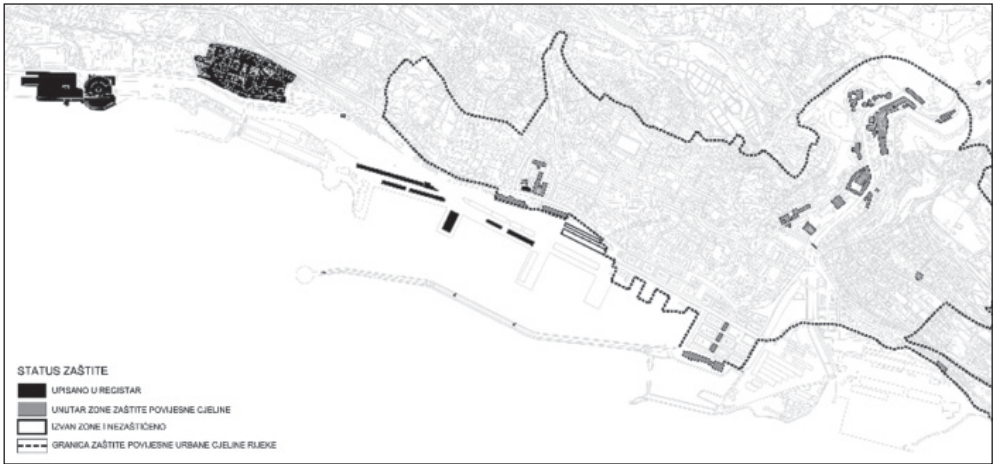 STATUS ZAŠTITE
UPISANO U REGISTAR
UNUTAR ZONE ZAŠTITE POVIJESNE CJELINE
IZVAN ZONE I NEZAŠTIĆENO
GRANICA ZAŠTITE POVIJESNE URBANE CJELINE RIJEKE